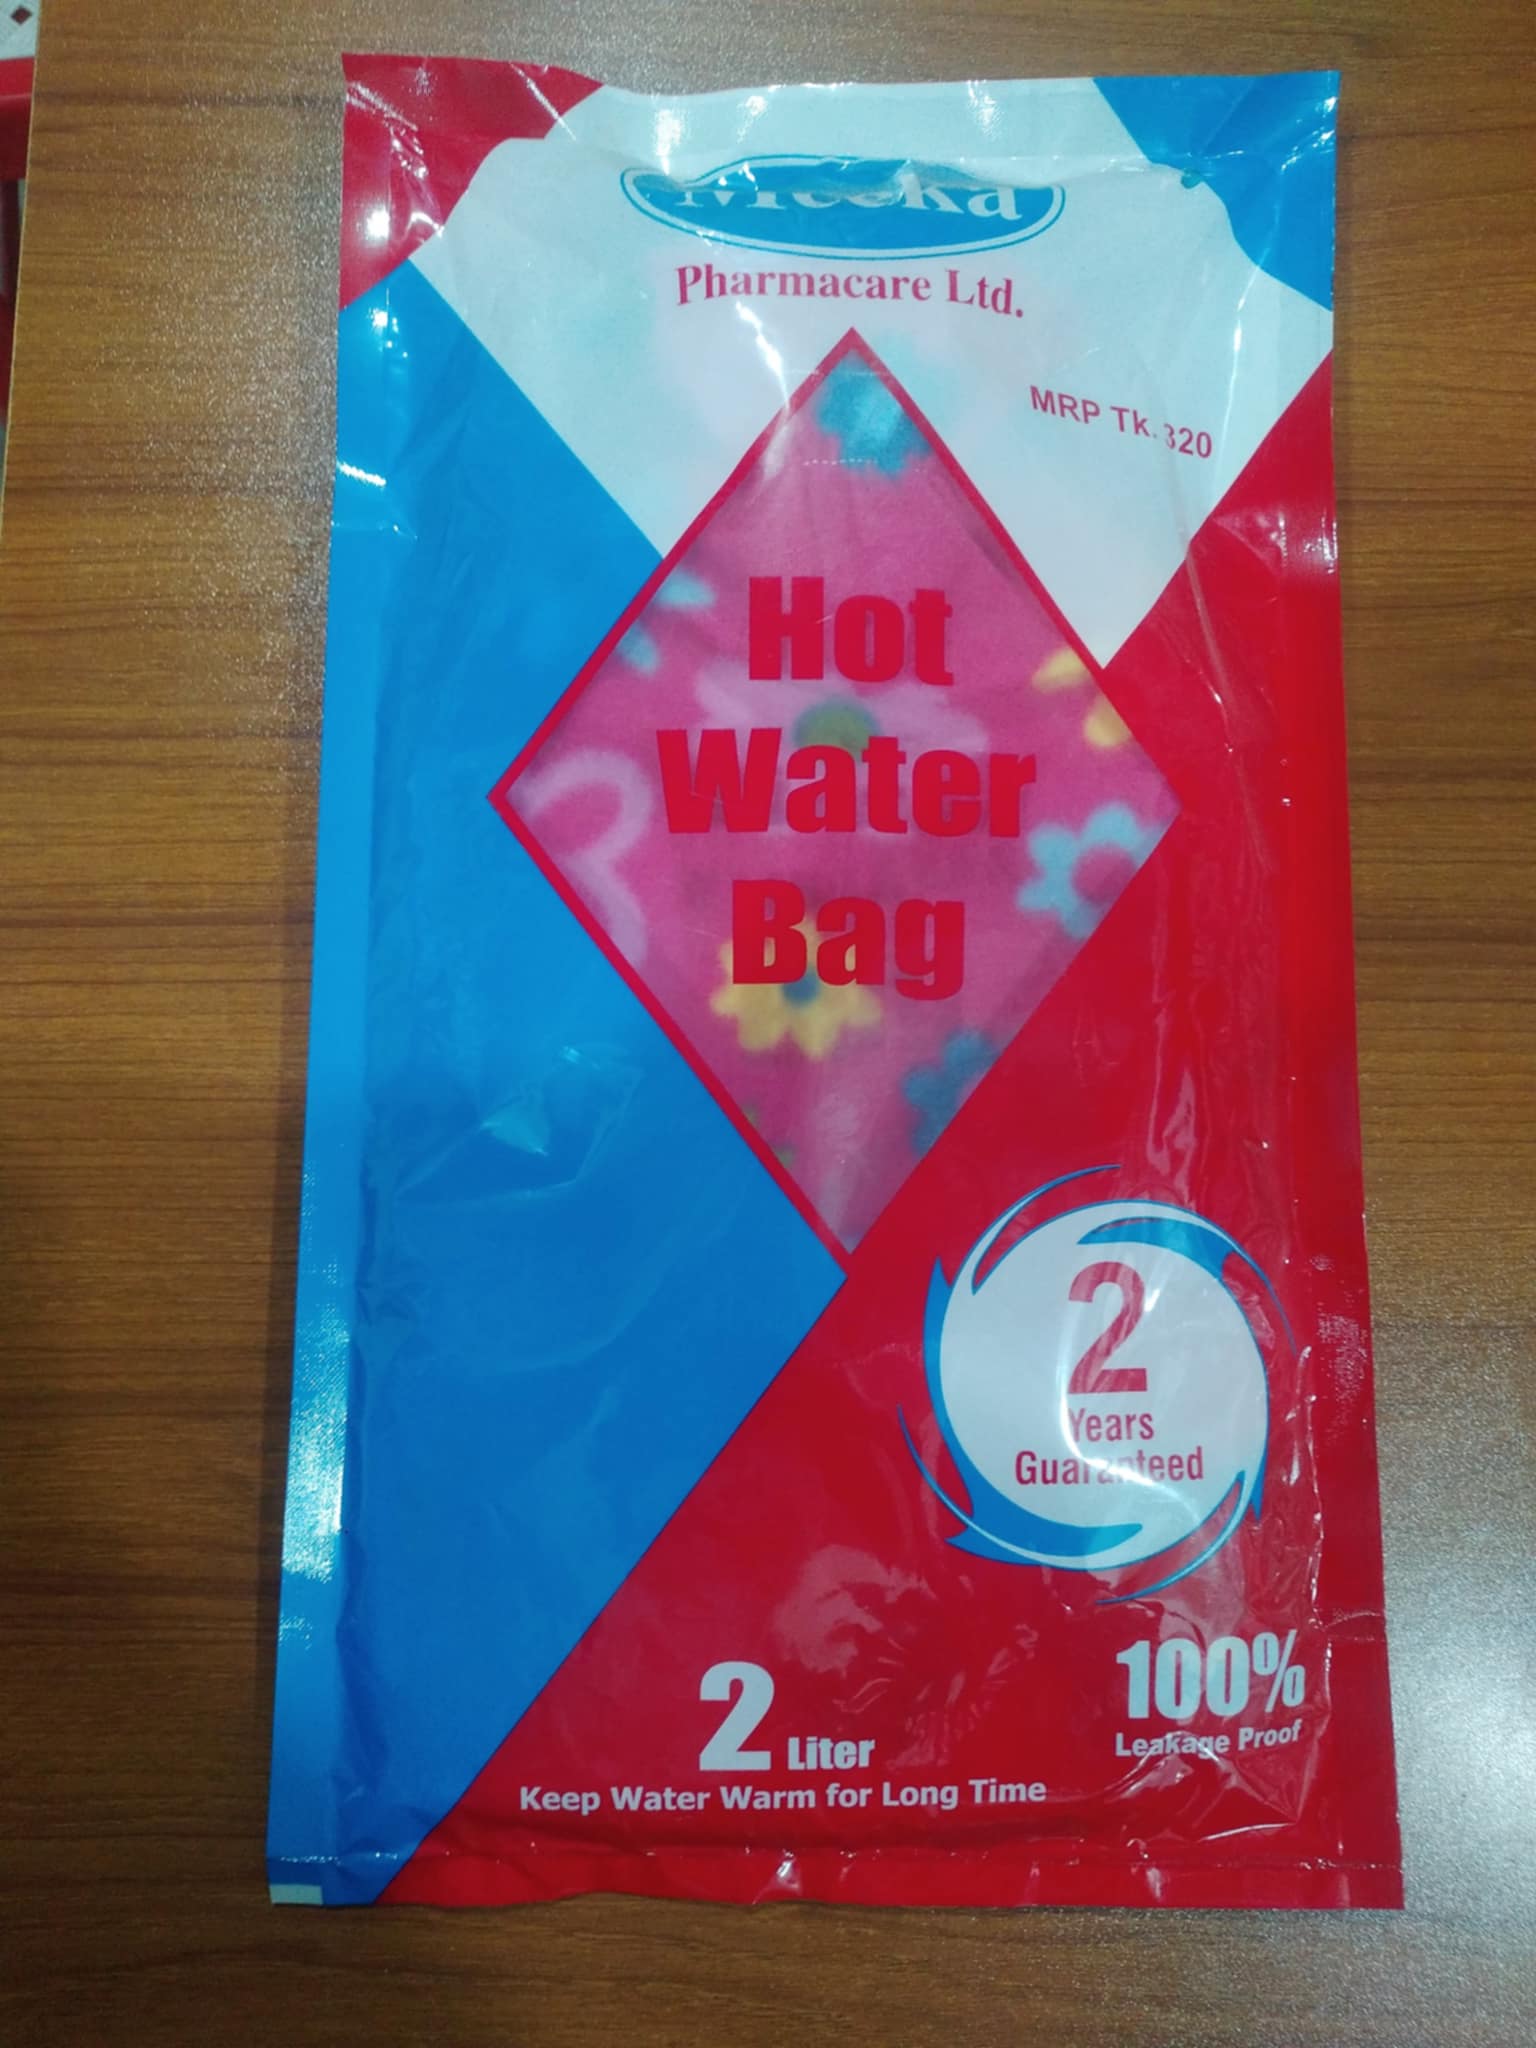 Pharmacare Ltd.
MRP Tk. 320
Hot
Water
Bag
2
Years
Guaranteed
100%
Leakage Proof
2 Liter
Keep Water Warm for Long Time